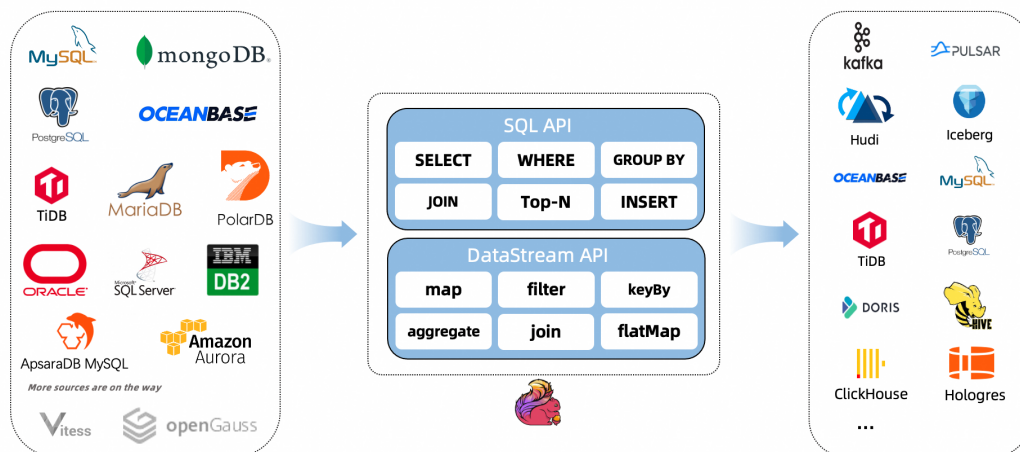 MySQL
mongoDB.
PostgreSQL
OCEANBASE
TiDB
MariaDB
PolarDB
ORACLE
Microsoft
SQL Server
IBM
DB2
ApsaraDB MySQL
Amazon
Aurora
More sources are on the way
Vitess
openGauss
SQL API
SELECT
WHERE
GROUP BY
JOIN
Top-N
INSERT
DataStream API
map
filter
keyBy
aggregate
join
flatMap
kafka
PULSAR
Hudi
Iceberg
OCEANBASE
MySQL
TiDB
PostgreSQL
DORIS
HIVE
ClickHouse
Hologres
...